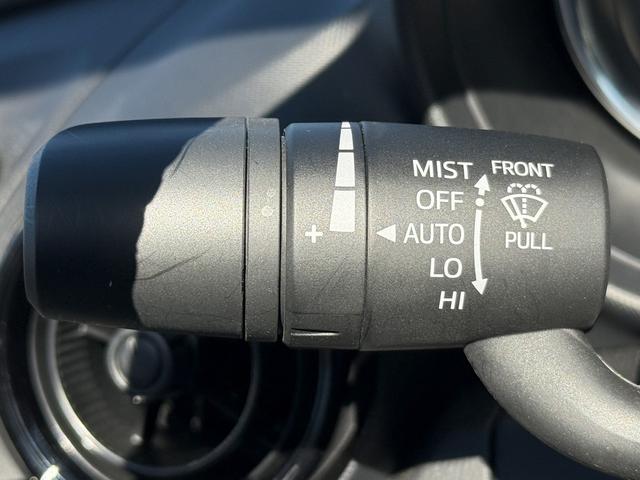 MIST
OFF
AUTO
LO
HI
FRONT
PULL
+